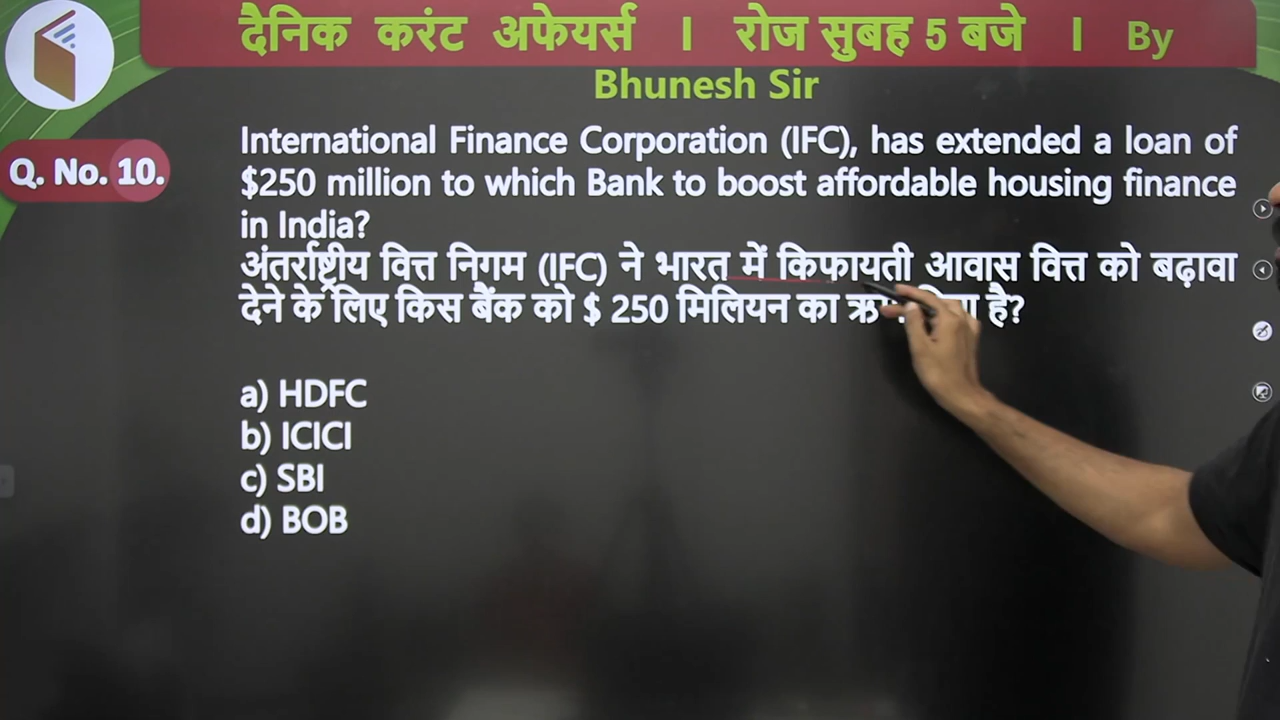 दैनिक करंट अफेयर्स । रोज सुबह 5 बजे । By
Bhunesh Sir
Q. No. 10.
International Finance Corporation (IFC), has extended a loan of
$250 million to which Bank to boost affordable housing finance
in India?
अंतर्राष्ट्रीय वित्त निगम (IFC) ने भारत में किफायती आवास वित्त को बढ़ावा
देने के लिए किस बैंक को $ 250 मिलियन का है?
a) HDFC
b) ICICI
c) SBI
d) BOB